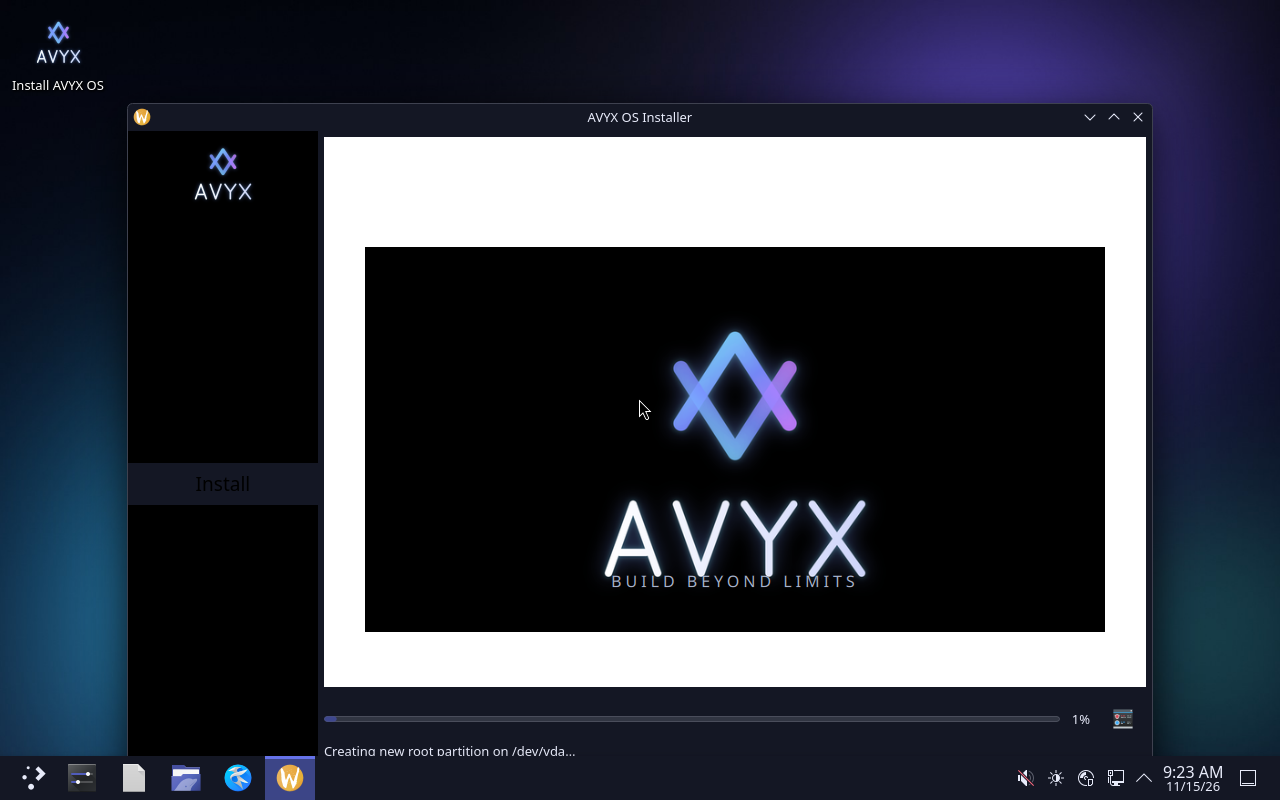 AVYX
Install AVYX OS
AVYX OS Installer
AVYX
Install
AVYX
BUILD BEYOND LIMITS
1%
Creating new root partition on /dev/vda...
9:23 AM
11/15/26